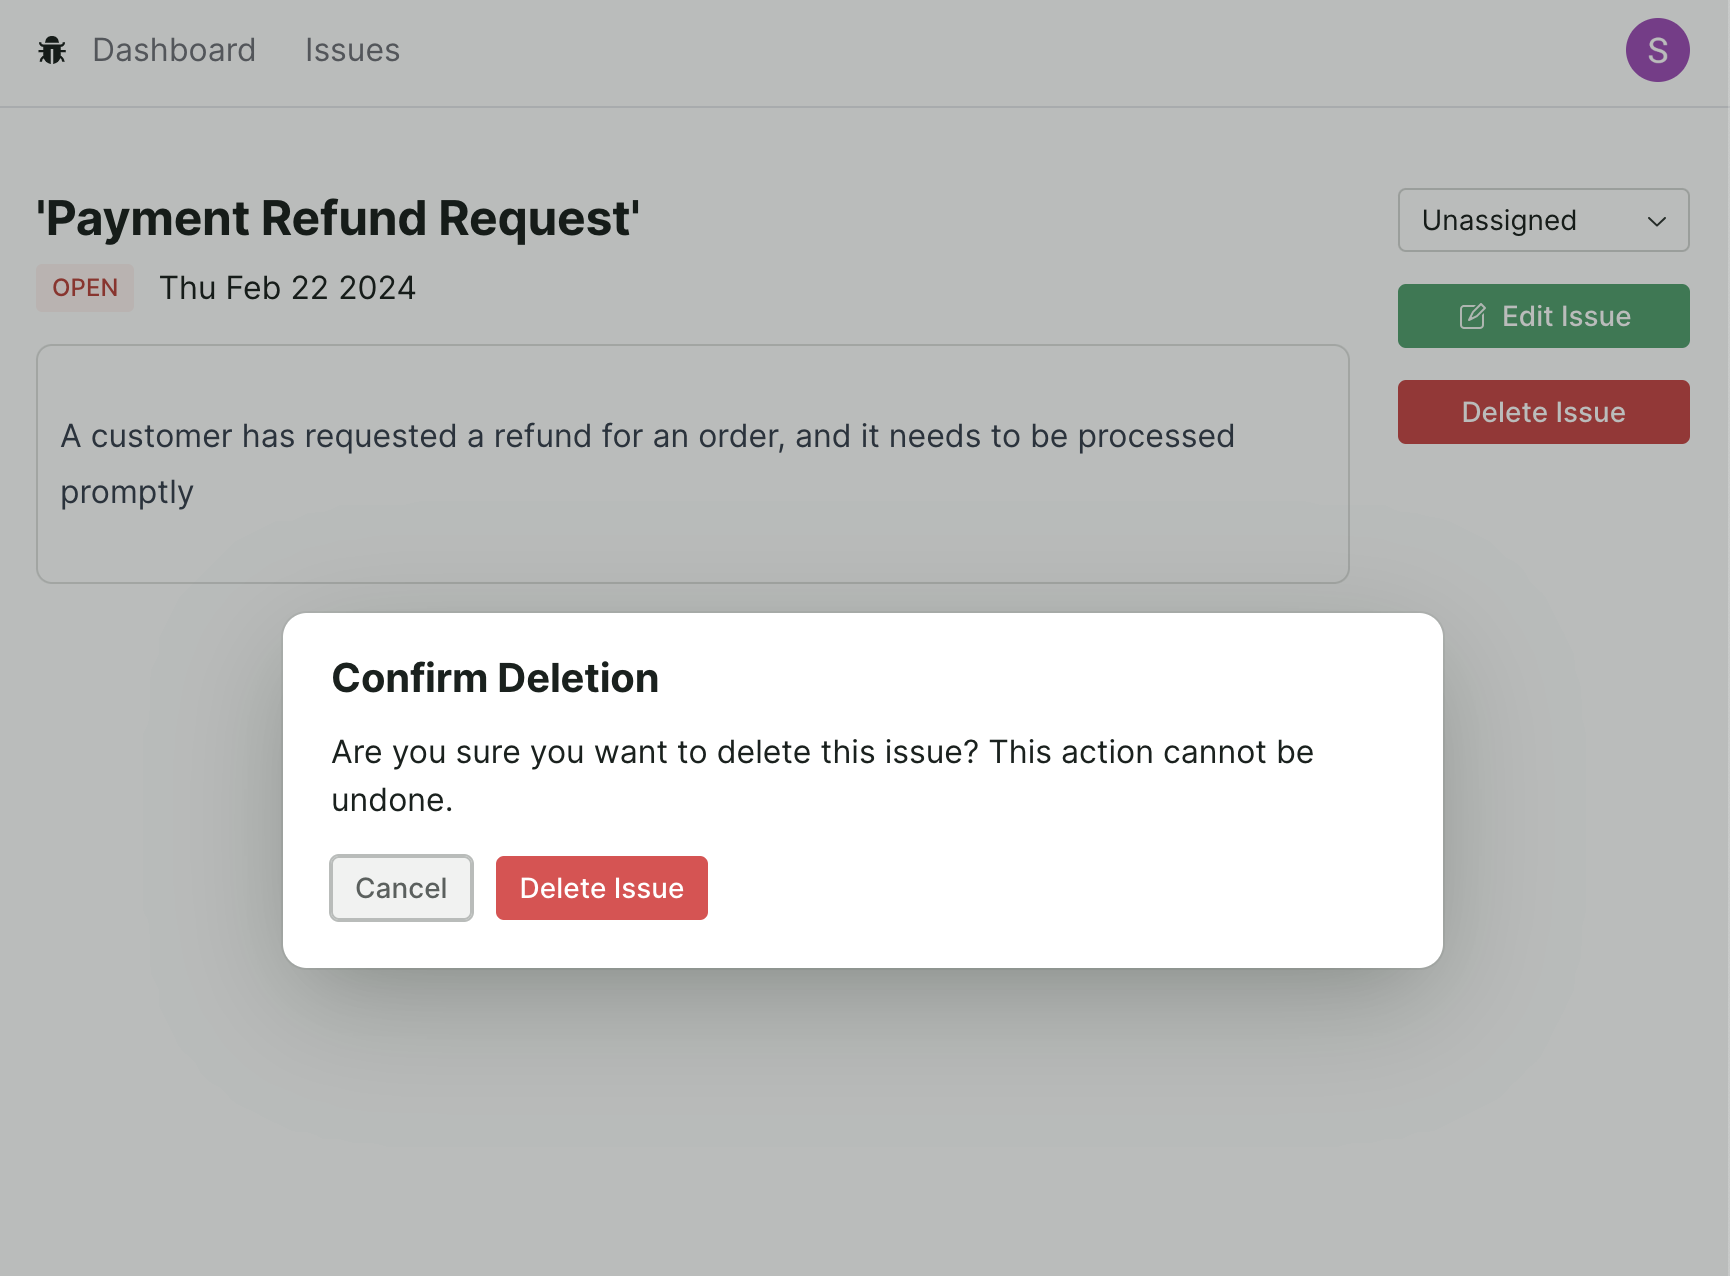 Dashboard Issues S
'Payment Refund Request'
Unassigned
OPEN Thu Feb 22 2024
Edit Issue
Delete Issue
A customer has requested a refund for an order, and it needs to be processed
promptly
Confirm Deletion
Are you sure you want to delete this issue? This action cannot be
undone.
Cancel Delete Issue